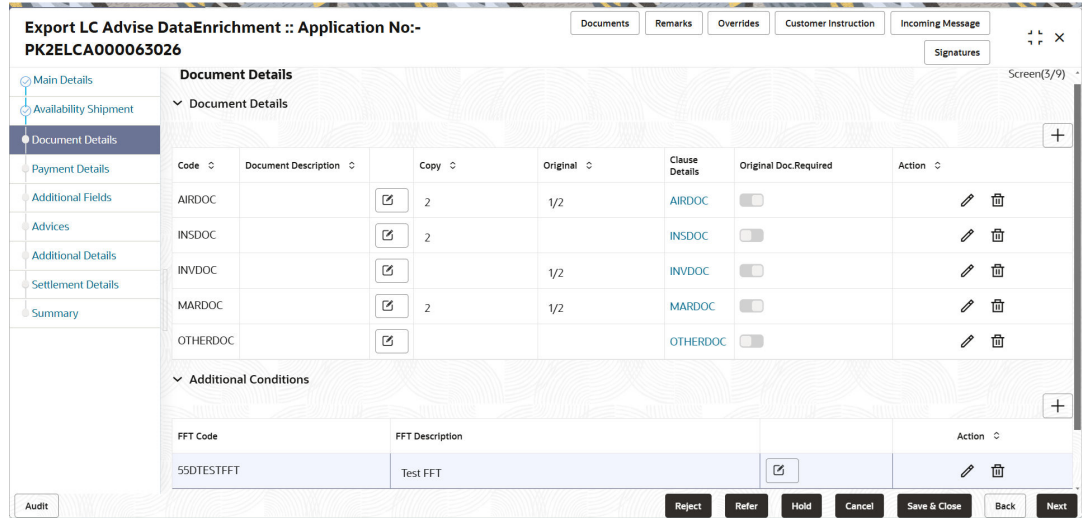 Export LC Advise DataEnrichment :: Application No:-
PK2ELCA000063026
Documents
Remarks
Overrides
Customer Instruction
Incoming Message
Signatures
Main Details
Availability Shipment
Document Details
Payment Details
Additional Fields
Advices
Additional Details
Settlement Details
Summary
Document Details
Screen(3/9)
Document Details
Code Document Description Copy Original Clause Details Original Doc.Required Action
AIRDOC 2 1/2 AIRDOC
INSDOC 2 INSDOC
INVDOC 1/2 INVDOC
MARDOC 2 1/2 MARDOC
OTHERDOC OTHERDOC
Additional Conditions
FFT Code FFT Description Action
55DTESTFFT Test FFT
Audit
Reject
Refer
Hold
Cancel
Save & Close
Back
Next